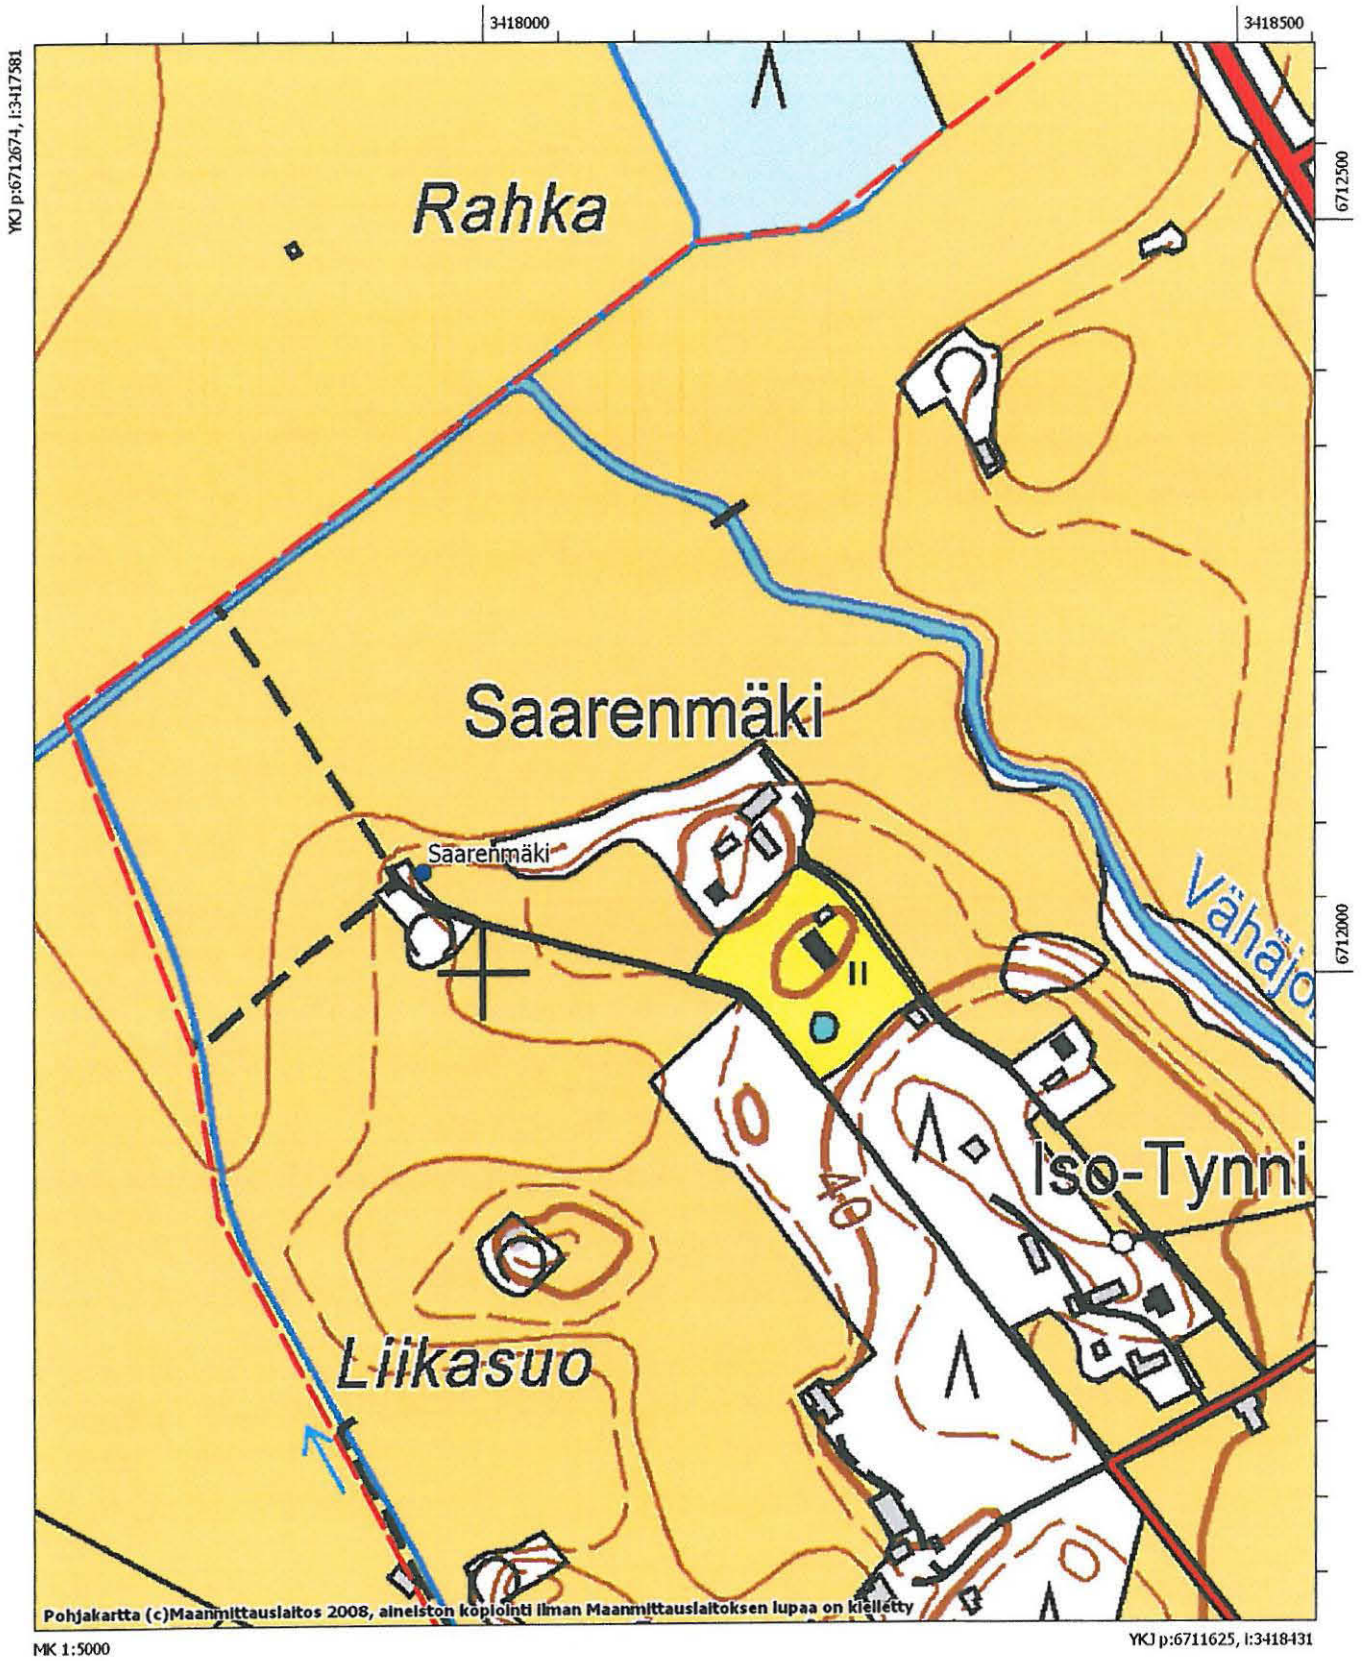 3418000
3418500
YKJ p:6712674, l:3417581
6712500
Rahka
Saarenmäki
Saarenmäki
6712000
Vähäjo
II
Iso-Tynni
40
Liikasuo
Pohjakartta (c)Maanmittauslaitos 2008, aineiston kopiointi ilman Maanmittauslaitoksen lupaa on kielletty
MK 1:5000
YKJ p:6711625, l:3418431